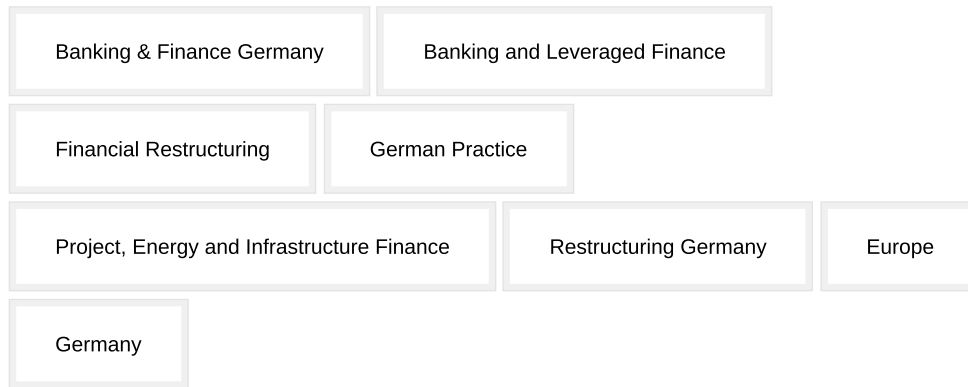 Banking & Finance Germany Banking and Leveraged Finance
Financial Restructuring German Practice
Project, Energy and Infrastructure Finance Restructuring Germany Europe
Germany